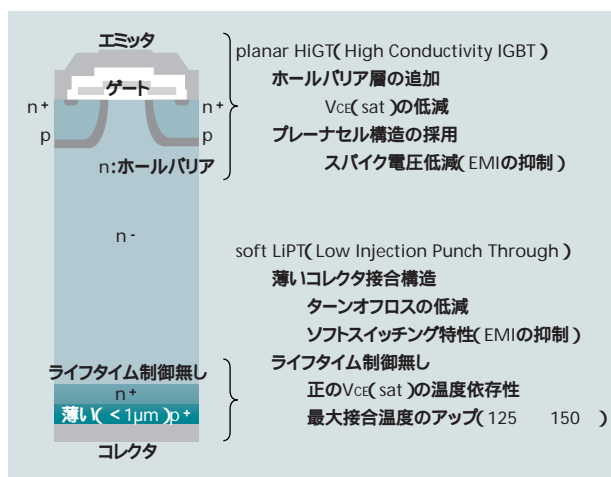 エミッタ
ゲート
n+ n+
p p
n:ホールバリア
n-
ライフタイム制御無し
n+
薄い(<1μm)p+
コレクタ
planar HiGT(High Conductivity IGBT)
ホールバリア層の追加
VCE(sat)の低減
プレーナセル構造の採用
スパイク電圧低減(EMIの抑制)
soft LiPT(Low Injection Punch Through)
薄いコレクタ接合構造
ターンオフロスの低減
ソフトスイッチング特性(EMIの抑制)
ライフタイム制御無し
正のVCE(sat)の温度依存性
最大接合温度のアップ(125 150 )